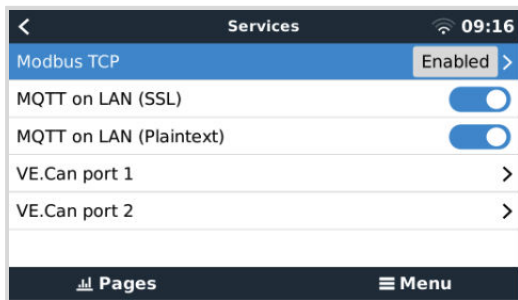 Services 09:16
Modbus TCP Enabled
MQTT on LAN (SSL)
MQTT on LAN (Plaintext)
VE.Can port 1
VE.Can port 2
Pages Menu